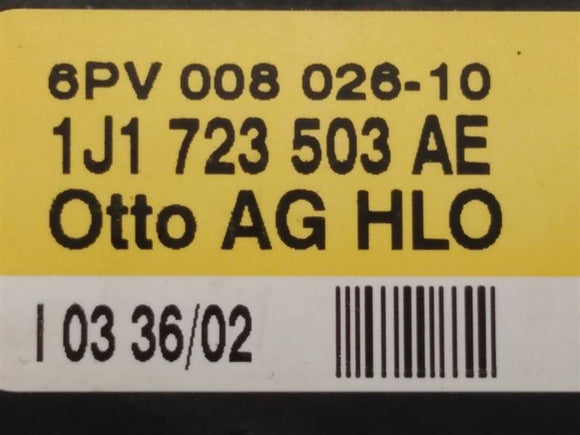 6PV 008 026-10
1J1 723 503 AE
Otto AG HLO
I 03 36/02